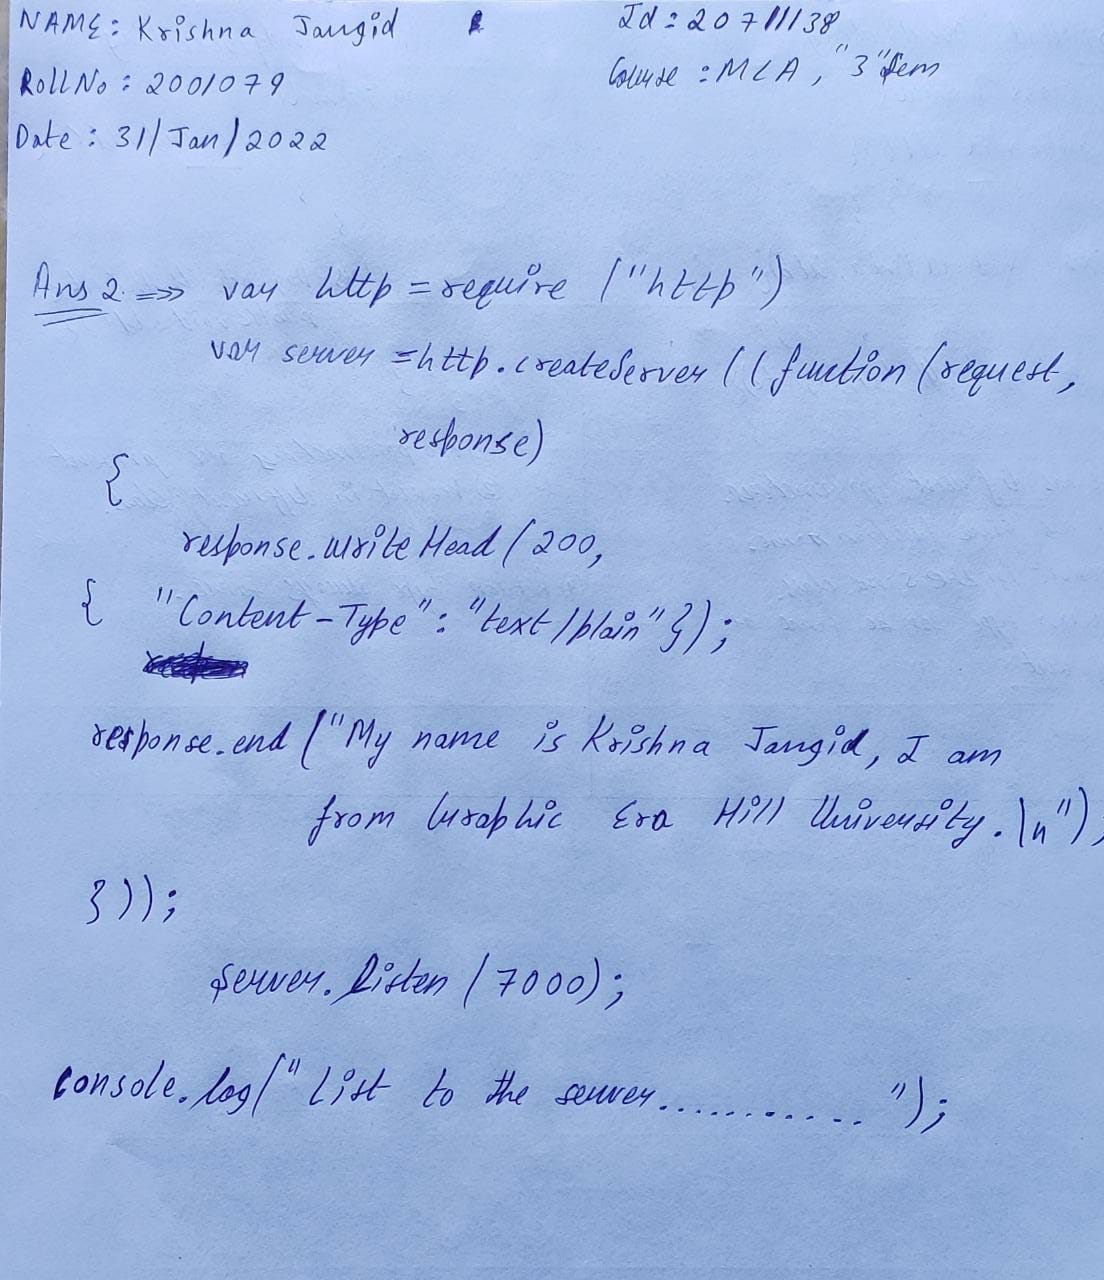 NAME: Krishna Jangid
Id: 20711138
Roll No: 2001079
Course: MCA, "3" Sem
Date: 31/Jan/2022
Ans 2. => var http = require ("http")
var server = http.createServer ((function (request,
response)
{
response.writeHead (200,
{ "Content-Type": "text/plain"});
response.end ("My name is Krishna Jangid, I am
from Graphic Era Hill University.\n"),
}));
Server.listen (7000);
console.log("List to the server............");